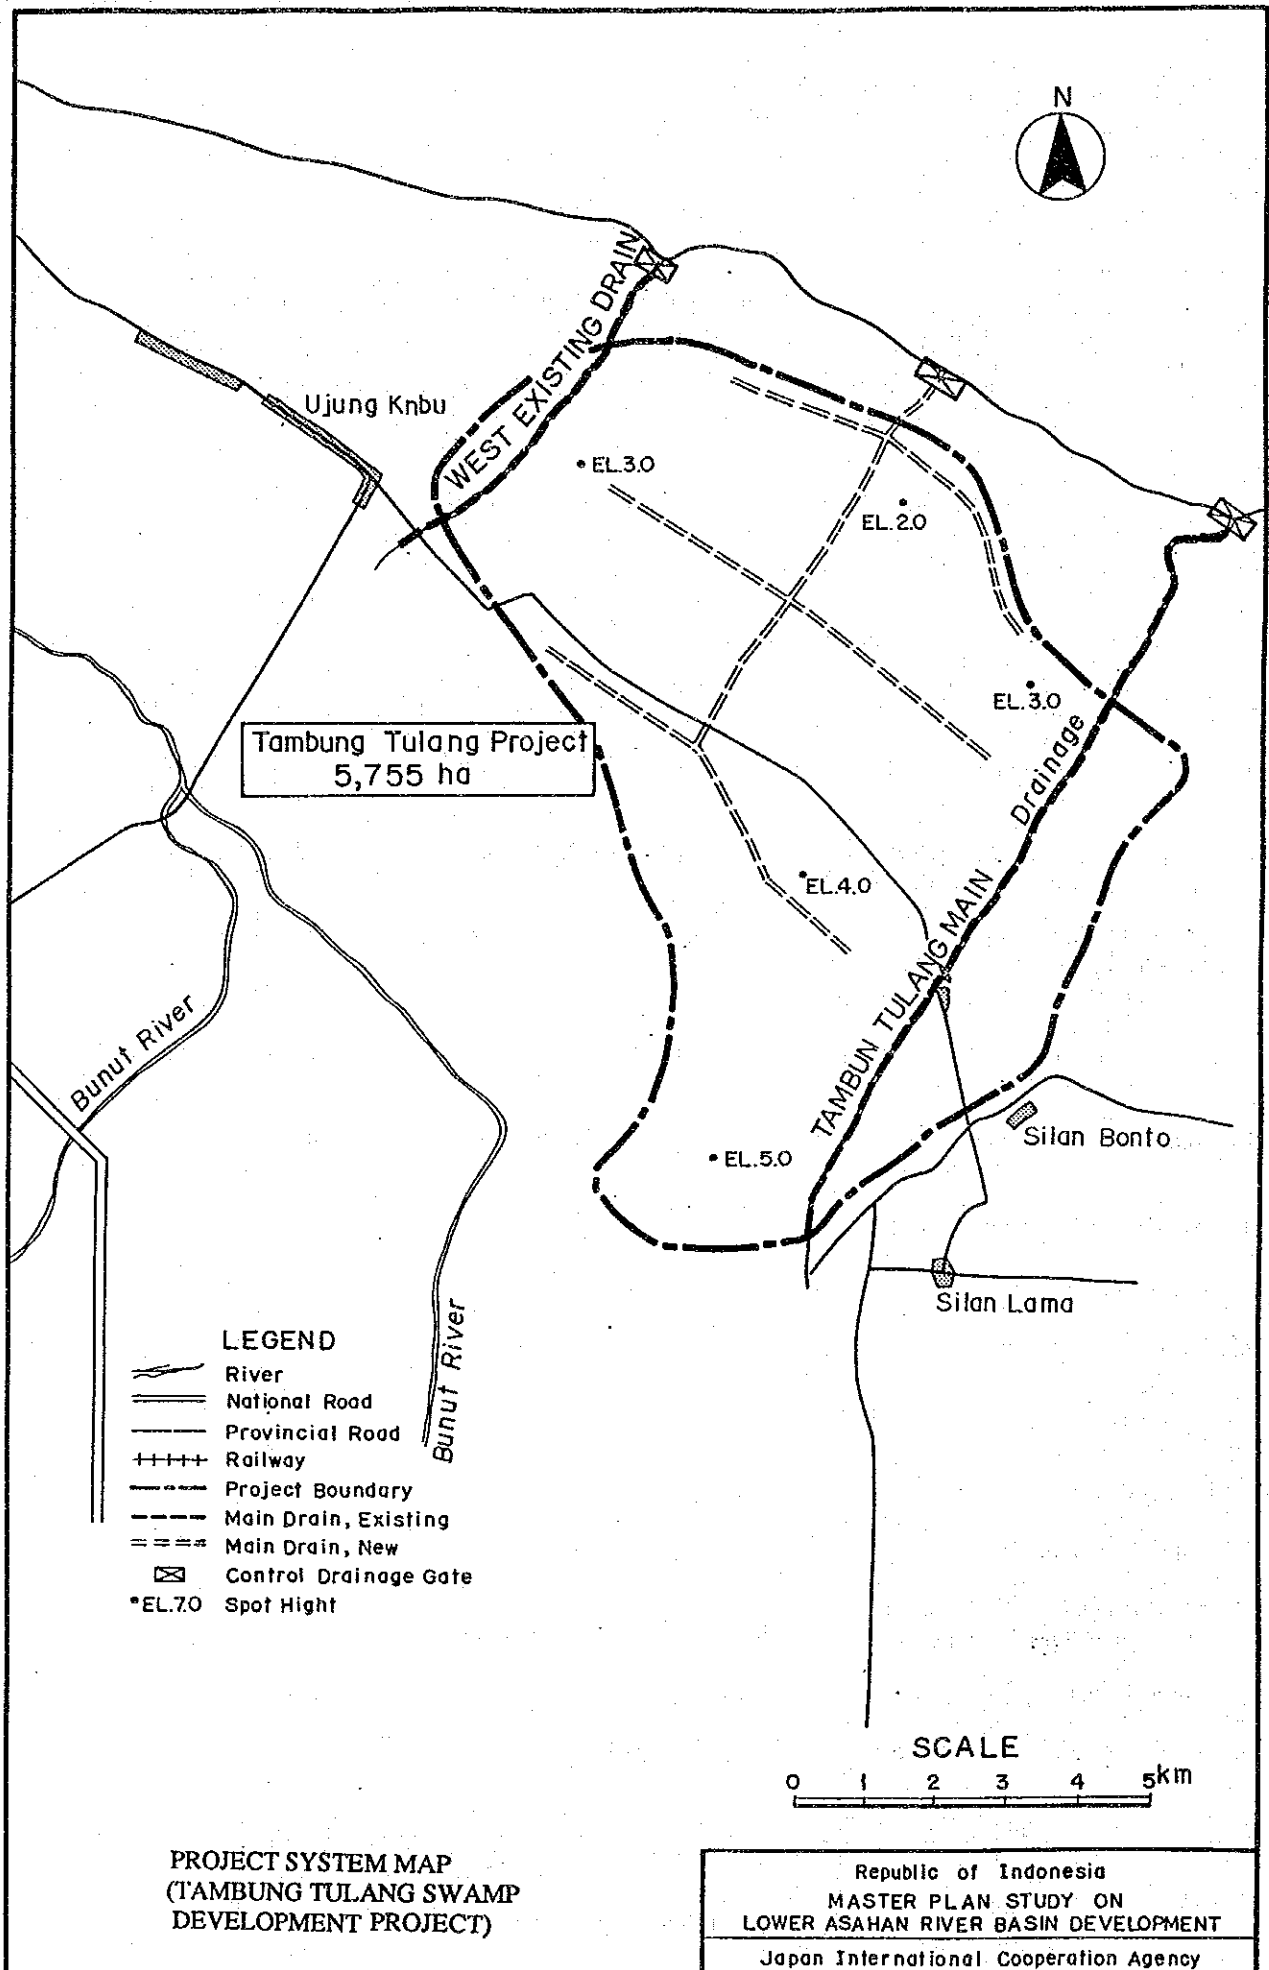 N
WEST EXISTING DRAIN
Ujung Knbu
EL.3.0
EL.2.0
EL.3.0
Tambung Tulang Project
5,755 ha
EL.4.0
TAMBUN TULANG MAIN Drainage
Bunut River
Silan Bonto
EL.5.0
Silan Lama
Bunut River
LEGEND
River
National Road
Provincial Road
Railway
Project Boundary
Main Drain, Existing
Main Drain, New
Control Drainage Gate
EL.7.0 Spot Hight
SCALE
0 1 2 3 4 5km
PROJECT SYSTEM MAP
(TAMBUNG TULANG SWAMP
DEVELOPMENT PROJECT)
Republic of Indonesia
MASTER PLAN STUDY ON
LOWER ASAHAN RIVER BASIN DEVELOPMENT
Japan International Cooperation Agency